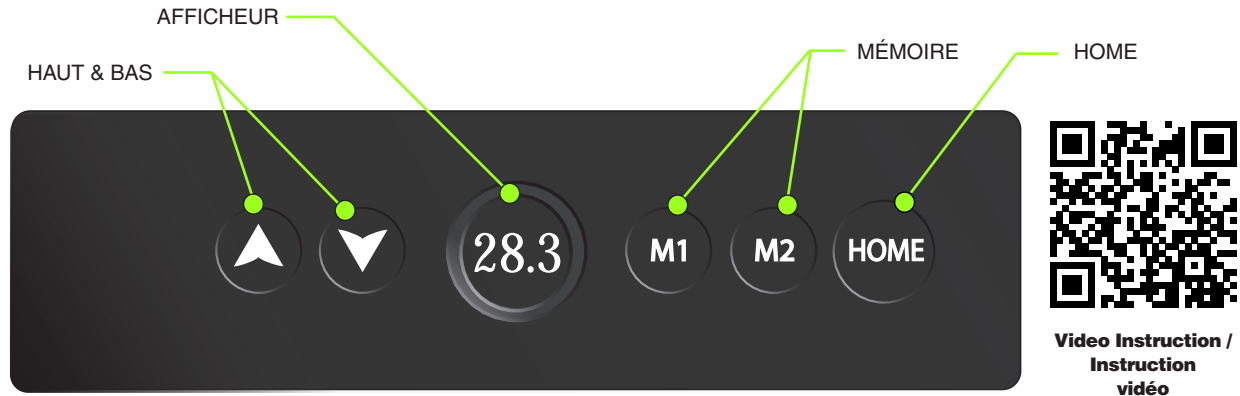 AFFICHEUR
HAUT & BAS
MÉMOIRE
HOME
28.3
M1
M2
HOME
Video Instruction /
Instruction
vidéo